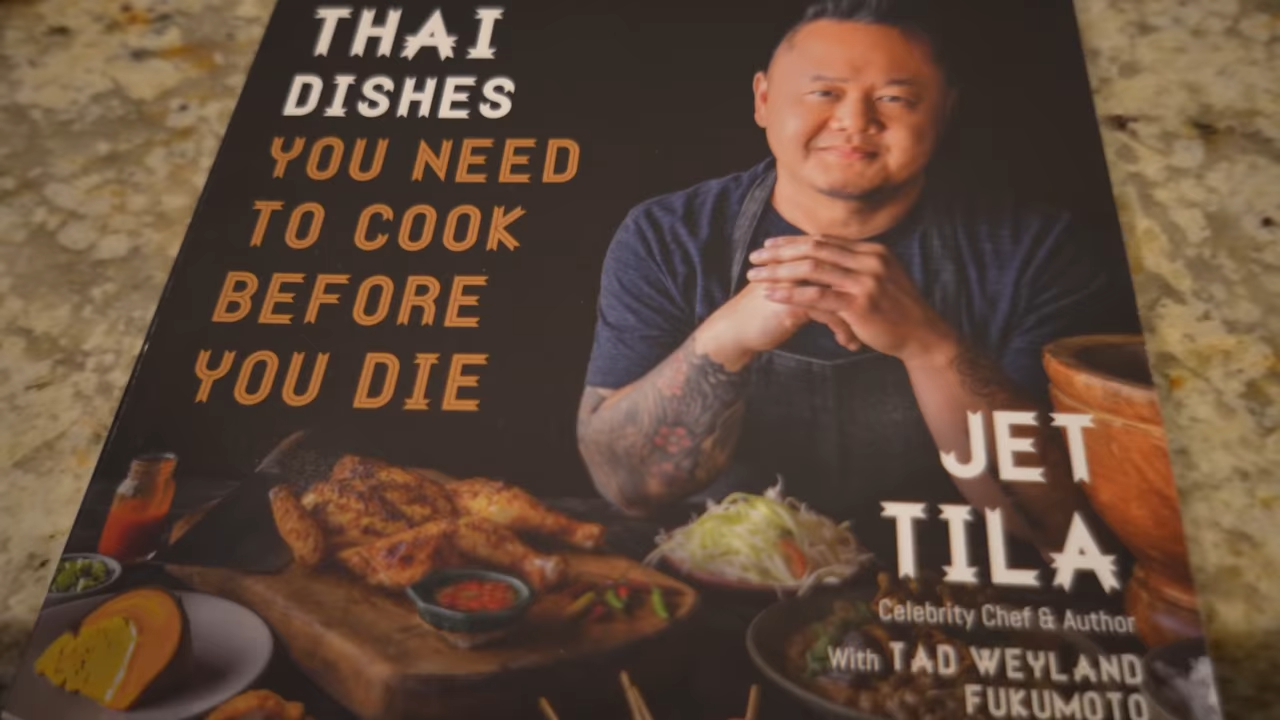 THAI
DISHES
YOU NEED
TO COOK
BEFORE
YOU DIE
JET
TILA
Celebrity Chef & Author
With TAD WEYLAND
FUKUMOTO